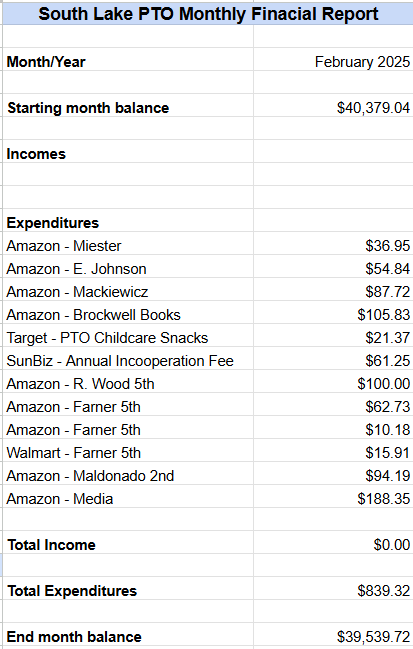 South Lake PTO Monthly Finacial Report
Month/Year February 2025
Starting month balance $40,379.04
Incomes
Expenditures
Amazon - Miester $36.95
Amazon - E. Johnson $54.84
Amazon - Mackiewicz $87.72
Amazon - Brockwell Books $105.83
Target - PTO Childcare Snacks $21.37
SunBiz - Annual Incooperation Fee $61.25
Amazon - R. Wood 5th $100.00
Amazon - Farner 5th $62.73
Amazon - Farner 5th $10.18
Walmart - Farner 5th $15.91
Amazon - Maldonado 2nd $94.19
Amazon - Media $188.35
Total Income $0.00
Total Expenditures $839.32
End month balance $39,539.72